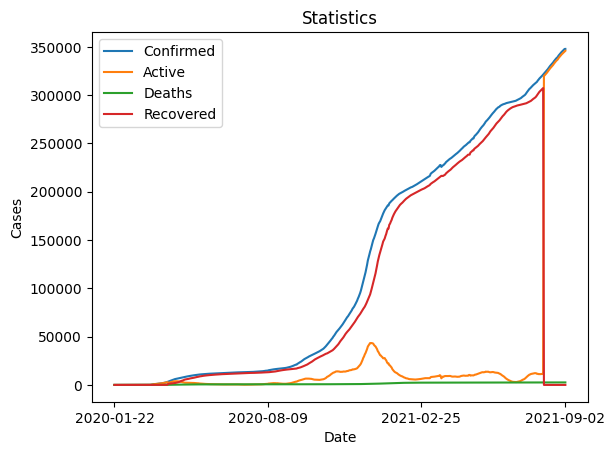 Statistics
Confirmed
Active
Deaths
Recovered
350000
300000
250000
200000
150000
100000
50000
0
Cases
2020-01-22 2020-08-09 2021-02-25 2021-09-02
Date